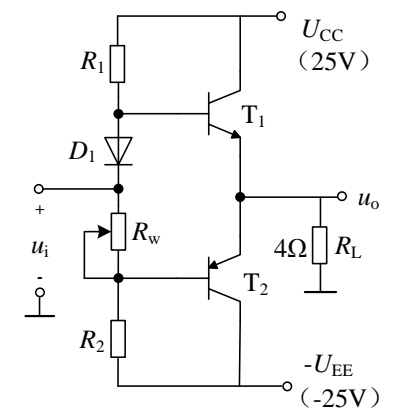 U_CC
(25V)
R_1
T_1
D_1
u_o
+
R_w
u_i
4Ω
R_L
-
T_2
R_2
-U_EE
(-25V)